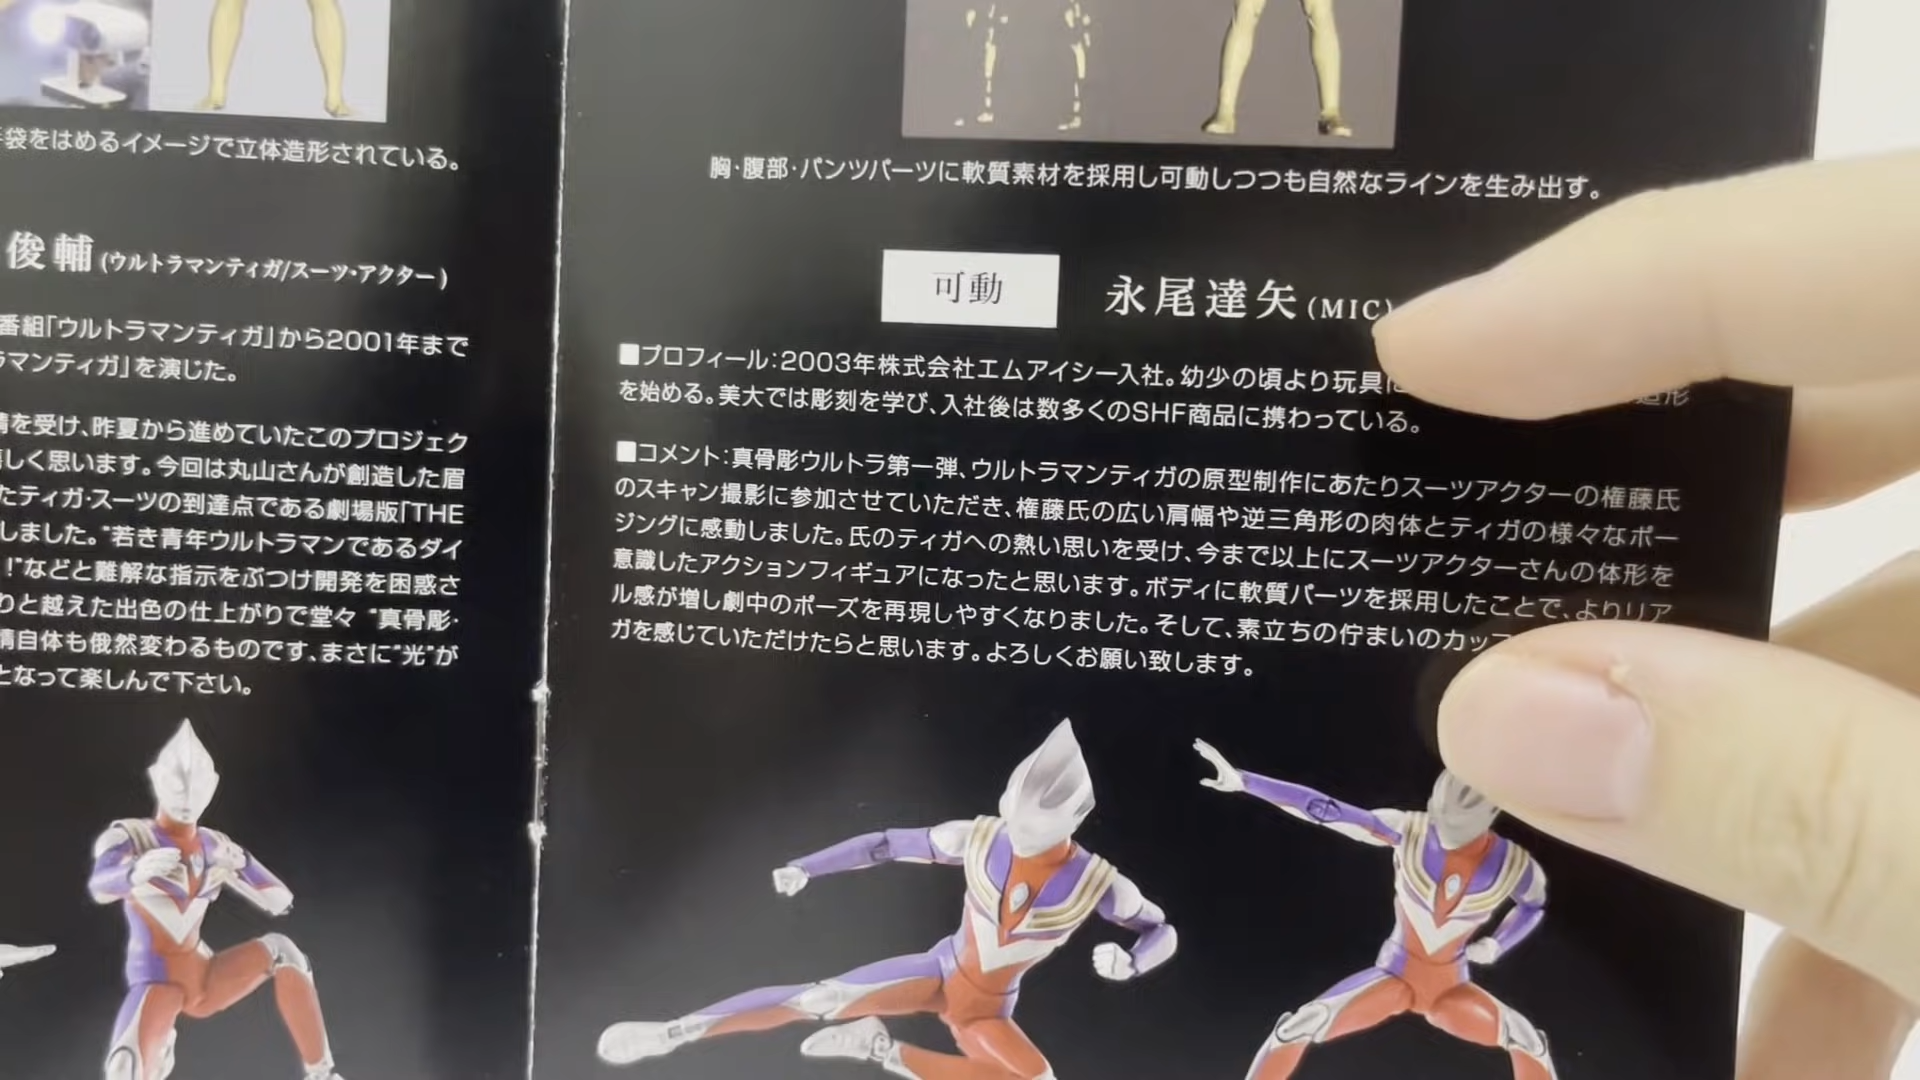 袋をはめるイメージで立体造形されている。
俊輔(ウルトラマンティガ/スーツ・アクター)
番組「ウルトラマンティガ」から2001年まで
ラマンティガ」を演じた。
を受け、昨夏から進めていたこのプロジェク
しく思います。今回は丸山さんが創造した眉
たティガ・スーツの到達点である劇場版「THE
しました。"若き青年ウルトラマンであるダイ
!"などと難解な指示をぶつけ開発を困惑さ
りと越えた出色の仕上がりで堂々 "真骨彫・
情自体も俄然変わるものです、まさに"光"が
となって楽しんで下さい。
胸・腹部・パンツパーツに軟質素材を採用し可動しつつも自然なラインを生み出す。
可動
永尾達矢(MIC)
■プロフィール:2003年株式会社エムアイシー入社。幼少の頃より玩具に 造形
を始める。美大では彫刻を学び、入社後は数多くのSHF商品に携わっている。
■コメント:真骨彫ウルトラ第一弾、ウルトラマンティガの原型制作にあたりスーツアクターの権藤氏
のスキャン撮影に参加させていただき、権藤氏の広い肩幅や逆三角形の肉体とティガの様々なポー
ジングに感動しました。氏のティガへの熱い思いを受け、今まで以上にスーツアクターさんの体形を
意識したアクションフィギュアになったと思います。ボディに軟質パーツを採用したことで、よりリア
ル感が増し劇中のポーズを再現しやすくなりました。そして、素立ちの佇まいのカッコ
ガを感じていただけたらと思います。よろしくお願い致します。